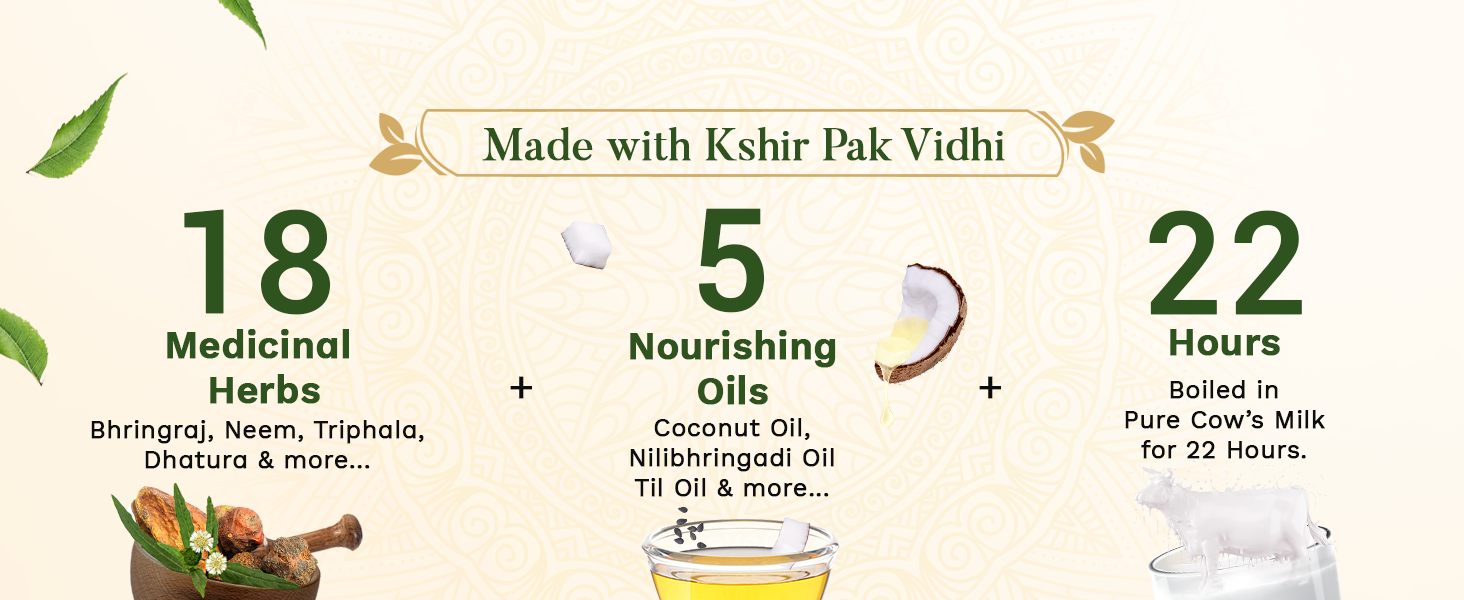 Made with Kshir Pak Vidhi
18
Medicinal
Herbs
Bhringraj, Neem, Triphala,
Dhatura & more...
+
5
Nourishing
Oils
Coconut Oil,
Nilibhringadi Oil
Til Oil & more...
+
22
Hours
Boiled in
Pure Cow’s Milk
for 22 Hours.